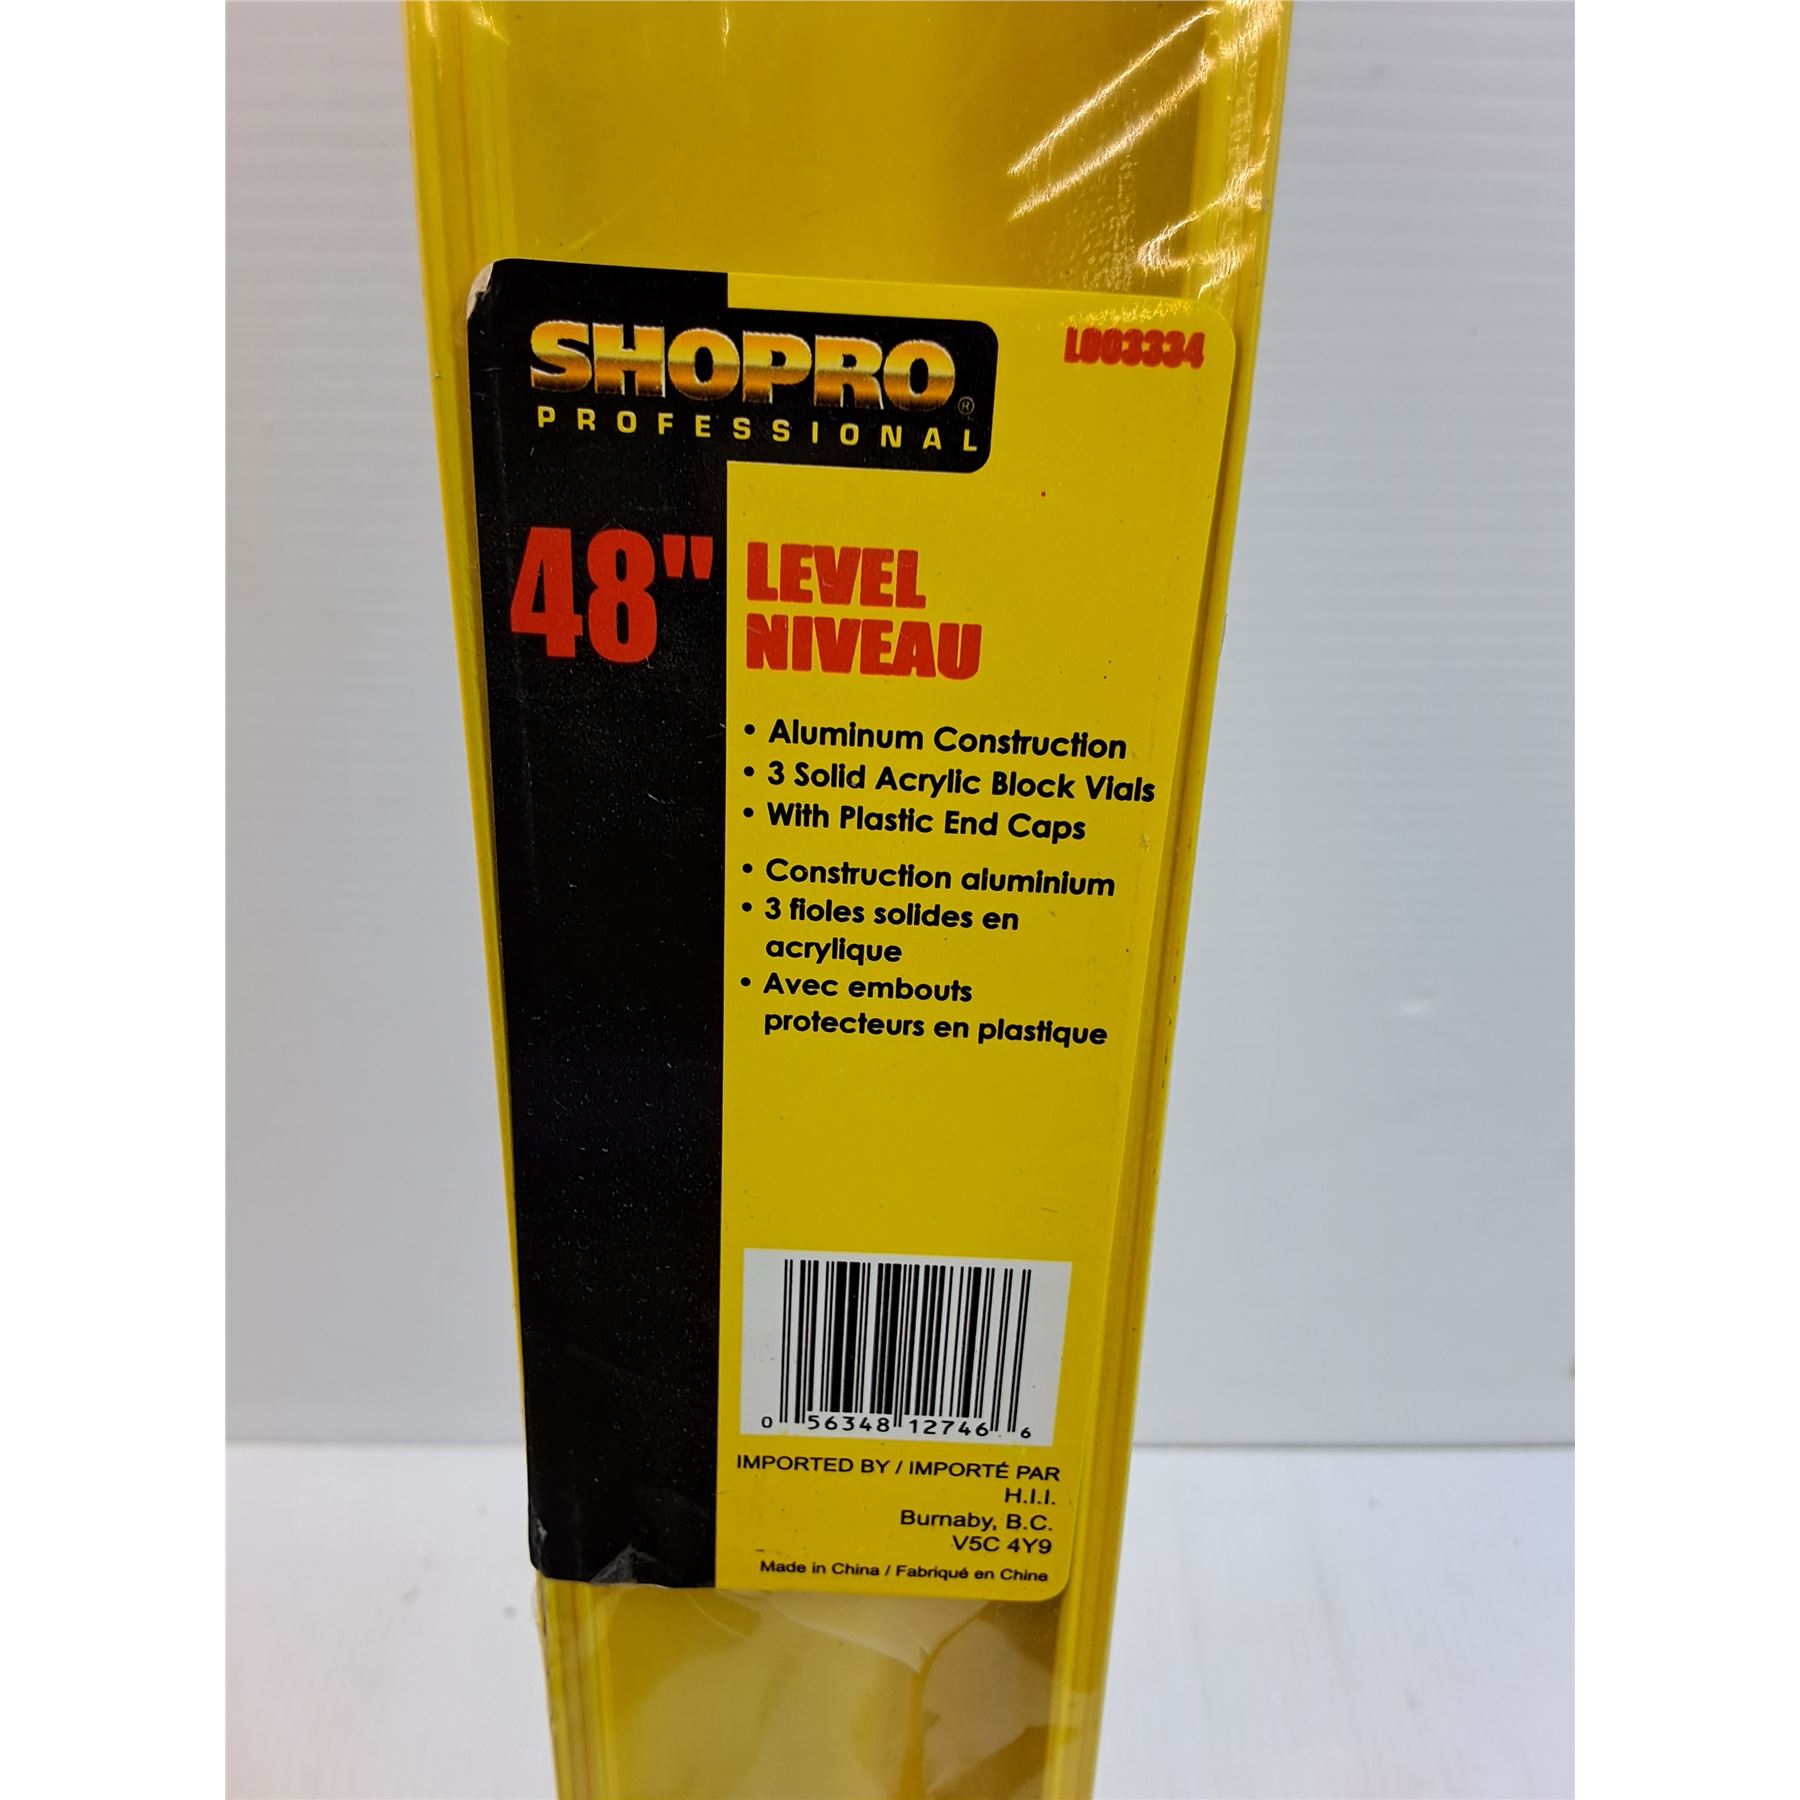 SHOPRO®
PROFESSIONAL
L003334
48" LEVEL
NIVEAU
• Aluminum Construction
• 3 Solid Acrylic Block Vials
• With Plastic End Caps
• Construction aluminium
• 3 fioles solides en
acrylique
• Avec embouts
protecteurs en plastique
0 56348 12746 6
IMPORTED BY / IMPORTÉ PAR
H.I.I.
Burnaby, B.C.
V5C 4Y9
Made in China / Fabriqué en Chine